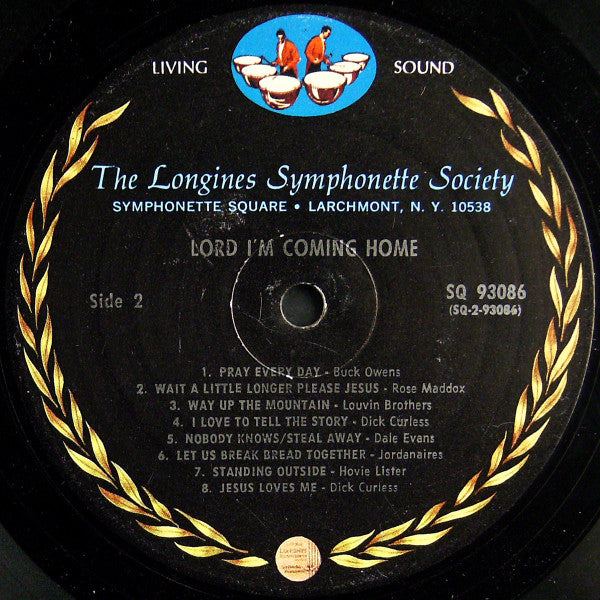 LIVING SOUND
The Longines Symphonette Society
SYMPHONETTE SQUARE • LARCHMONT, N. Y. 10538
LORD I'M COMING HOME
Side 2
SQ 93086
(SQ-2-93086)
1. PRAY EVERY DAY - Buck Owens
2. WAIT A LITTLE LONGER PLEASE JESUS - Rose Maddox
3. WAY UP THE MOUNTAIN - Louvin Brothers
4. I LOVE TO TELL THE STORY - Dick Curless
5. NOBODY KNOWS/STEAL AWAY - Dale Evans
6. LET US BREAK BREAD TOGETHER - Jordanaires
7. STANDING OUTSIDE - Hovie Lister
8. JESUS LOVES ME - Dick Curless